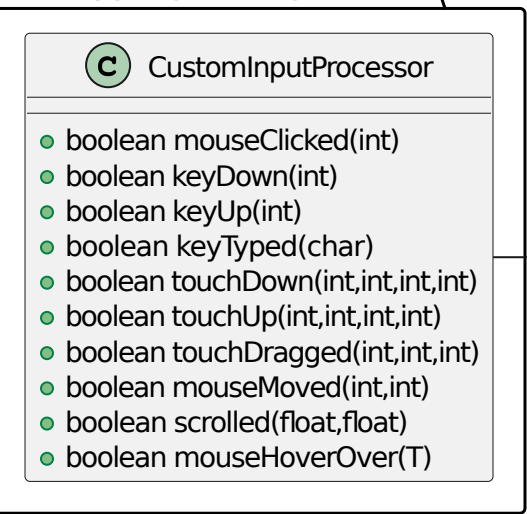 C CustomInputProcessor
boolean mouseClicked(int)
boolean keyDown(int)
boolean keyUp(int)
boolean keyTyped(char)
boolean touchDown(int,int,int,int)
boolean touchUp(int,int,int,int)
boolean touchDragged(int,int,int)
boolean mouseMoved(int,int)
boolean scrolled(float,float)
boolean mouseHoverOver(T)